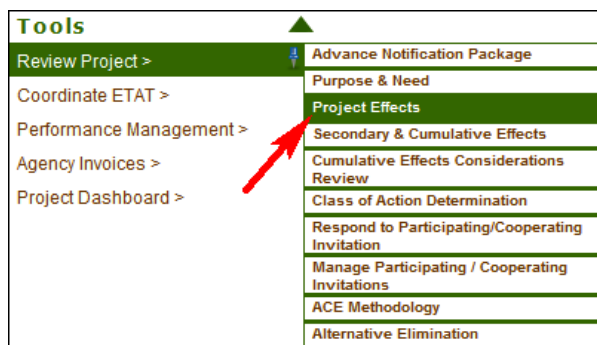 Tools
Review Project >
Coordinate ETAT >
Performance Management >
Agency Invoices >
Project Dashboard >
Advance Notification Package
Purpose & Need
Project Effects
Secondary & Cumulative Effects
Cumulative Effects Considerations
Review
Class of Action Determination
Respond to Participating/Cooperating
Invitation
Manage Participating / Cooperating
Invitations
ACE Methodology
Alternative Elimination